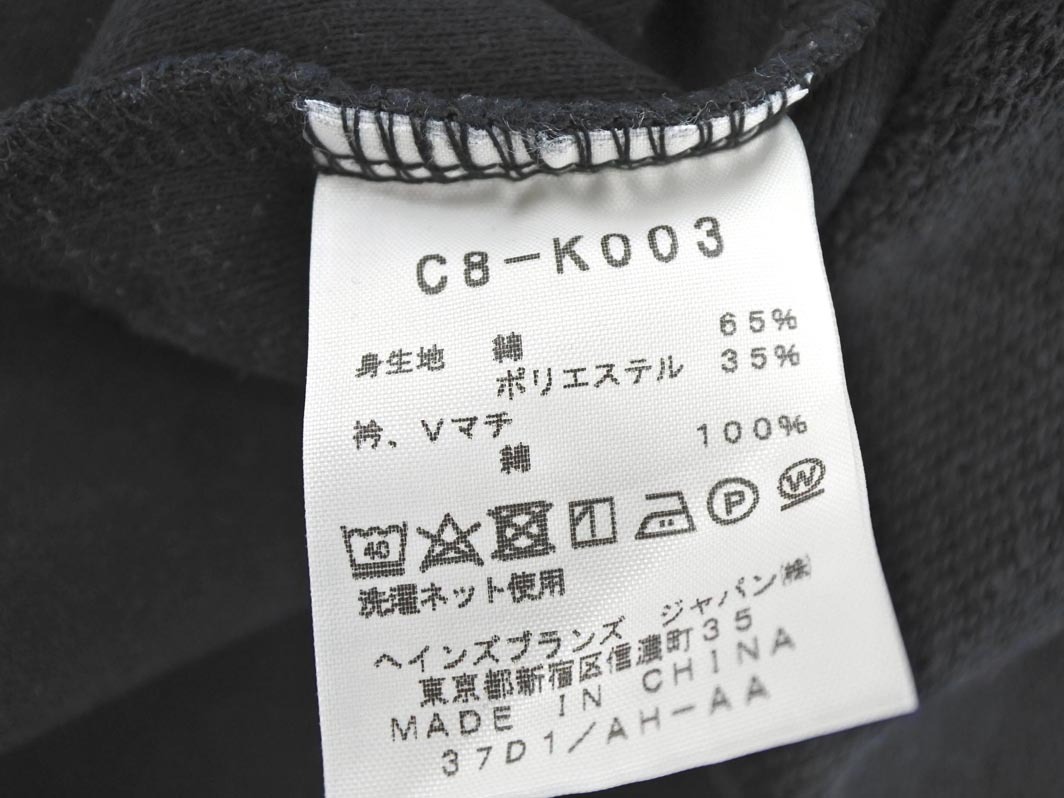 C8-K003
身生地 綿 65%
ポリエステル 35%
衿、Vマチ
綿 100%
40 P W
洗濯ネット使用
ヘインズブランズ ジャパン㈱
東京都新宿区信濃町35
MADE IN CHINA
37D1/AH-AA